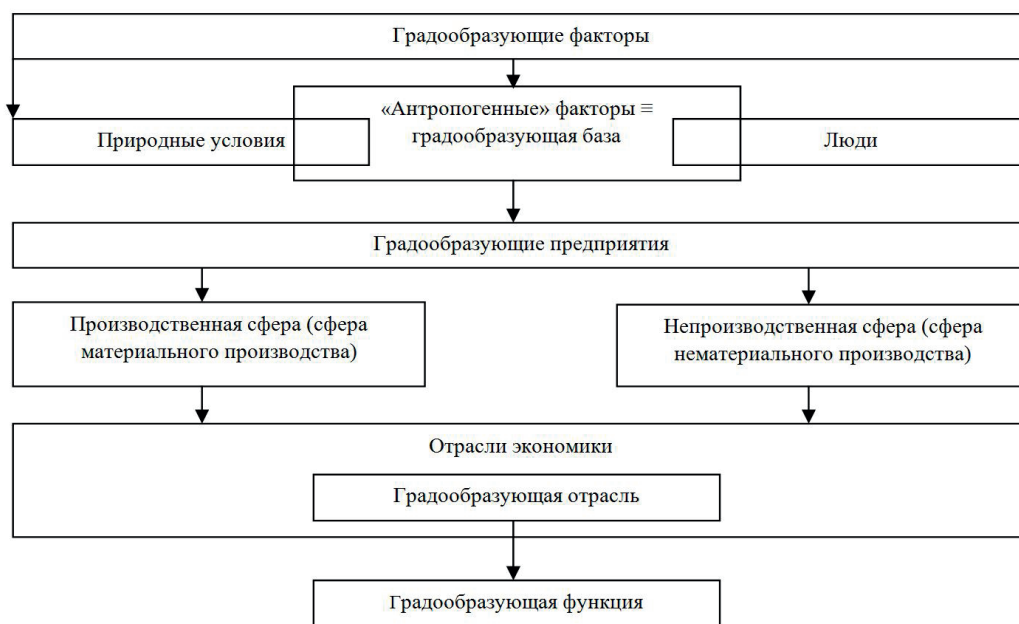 Градообразующие факторы
«Антропогенные» факторы ≡
градообразующая база
Природные условия
Люди
Градообразующие предприятия
Производственная сфера (сфера
материального производства)
Непроизводственная сфера (сфера
нематериального производства)
Отрасли экономики
Градообразующая отрасль
Градообразующая функция